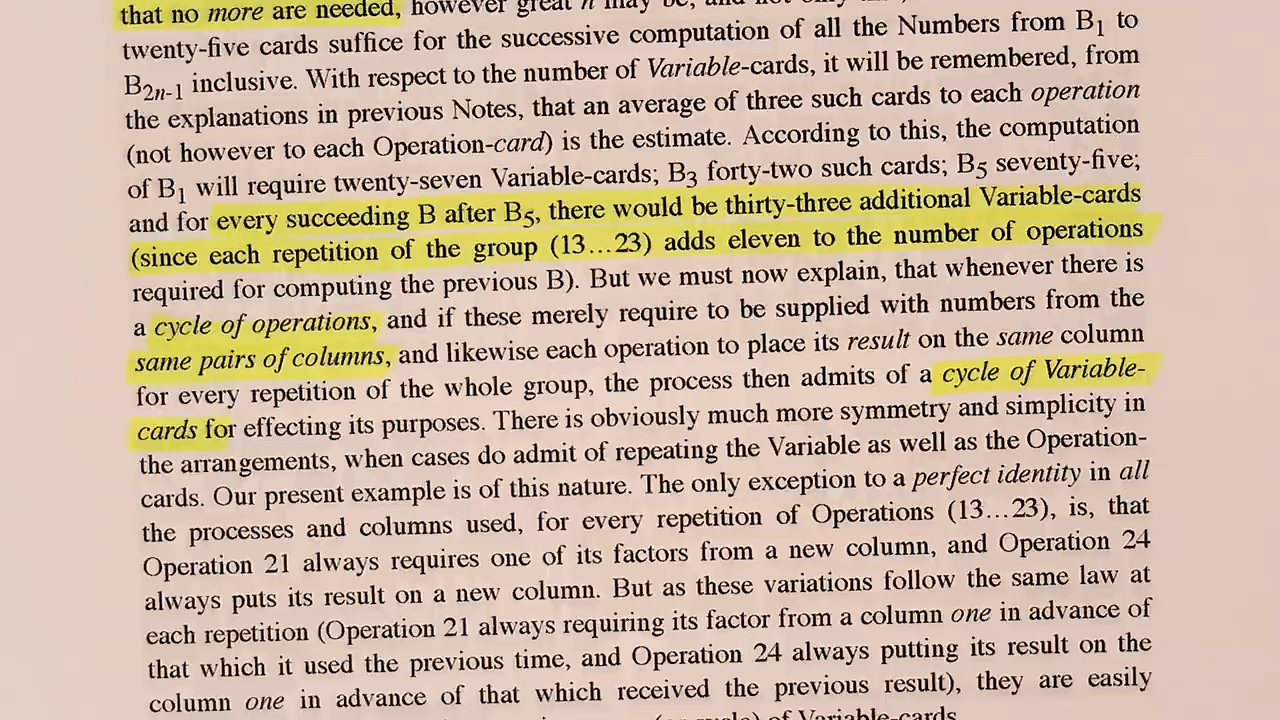 that no more are needed, however great n may be, and not only
twenty-five cards suffice for the successive computation of all the Numbers from B1 to
B2n-1 inclusive. With respect to the number of Variable-cards, it will be remembered, from
the explanations in previous Notes, that an average of three such cards to each operation
(not however to each Operation-card) is the estimate. According to this, the computation
of B1 will require twenty-seven Variable-cards; B3 forty-two such cards; B5 seventy-five;
and for every succeeding B after B5, there would be thirty-three additional Variable-cards
(since each repetition of the group (13...23) adds eleven to the number of operations
required for computing the previous B). But we must now explain, that whenever there is
a cycle of operations, and if these merely require to be supplied with numbers from the
same pairs of columns, and likewise each operation to place its result on the same column
for every repetition of the whole group, the process then admits of a cycle of Variable-
cards for effecting its purposes. There is obviously much more symmetry and simplicity in
the arrangements, when cases do admit of repeating the Variable as well as the Operation-
cards. Our present example is of this nature. The only exception to a perfect identity in all
the processes and columns used, for every repetition of Operations (13...23), is, that
Operation 21 always requires one of its factors from a new column, and Operation 24
always puts its result on a new column. But as these variations follow the same law at
each repetition (Operation 21 always requiring its factor from a column one in advance of
that which it used the previous time, and Operation 24 always putting its result on the
column one in advance of that which received the previous result), they are easily
(or cycle) of Variable-cards.